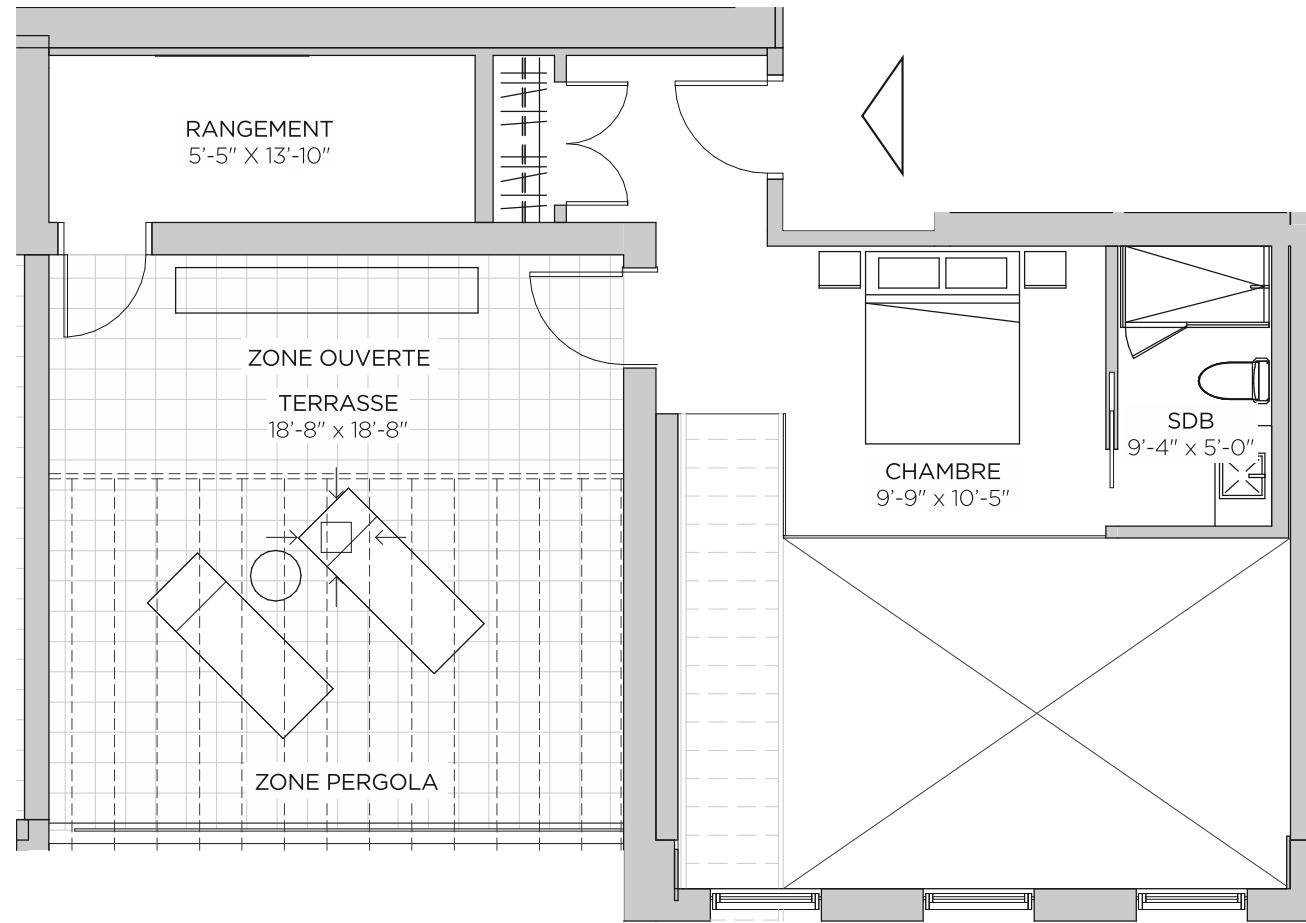 RANGEMENT
5'-5" X 13'-10"
ZONE OUVERTE
TERRASSE
18'-8" x 18'-8"
ZONE PERGOLA
CHAMBRE
9'-9" x 10'-5"
SDB
9'-4" x 5'-0"